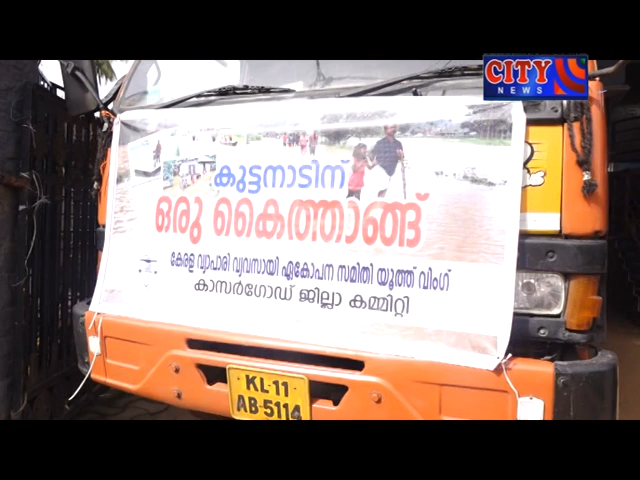 CITY
NEWS
കുട്ടനാടിന്
ഒരു കൈത്താങ്ങ്
കേരള വ്യാപാരി വ്യവസായി ഏകോപന സമിതി യൂത്ത് വിംഗ്
കാസർഗോഡ് ജില്ലാ കമ്മിറ്റി
KL·11
AB·5114